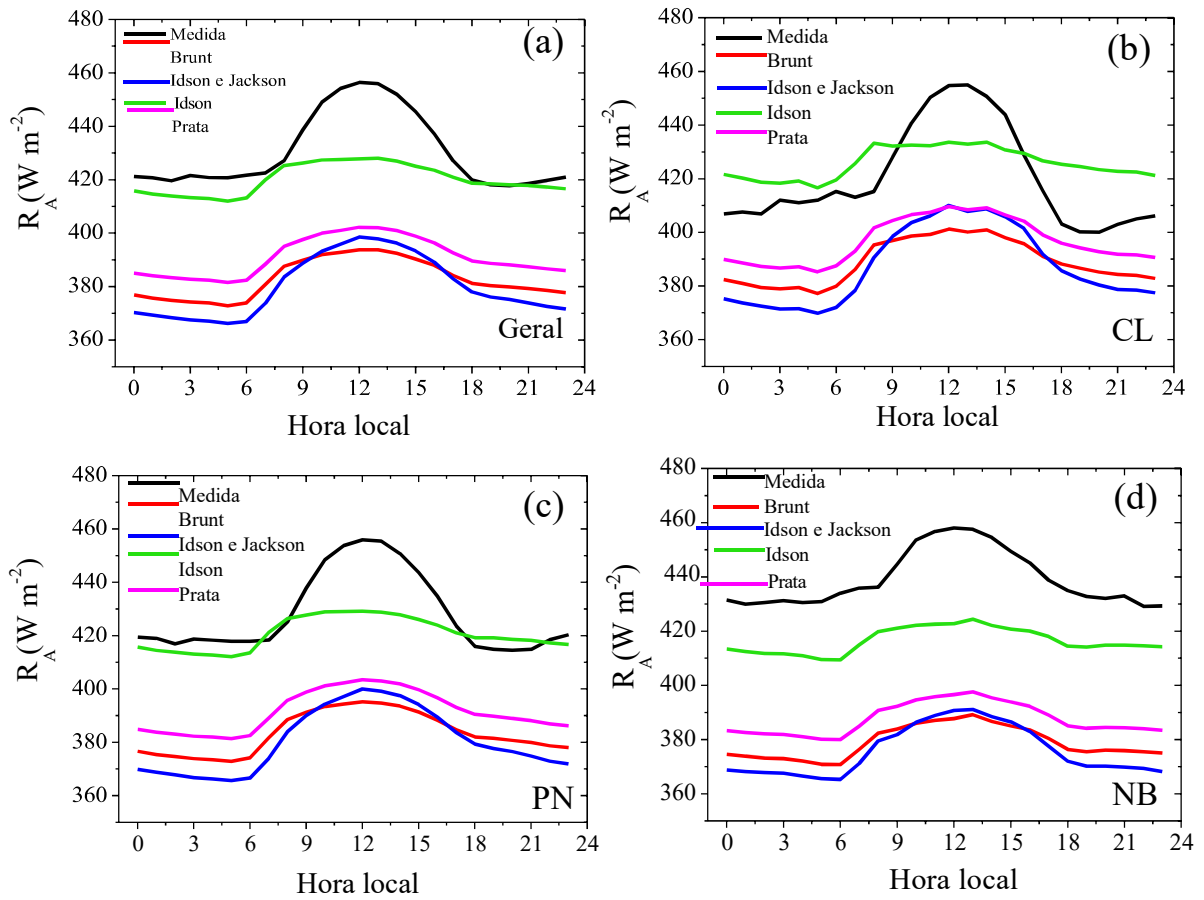 480
460
440
420
400
380
360
R_A (W m^-2)
(a)
Medida
Brunt
Idson e Jackson
Idson
Prata
Geral
0 3 6 9 12 15 18 21 24
Hora local
480
460
440
420
400
380
360
R_A (W m^-2)
(b)
Medida
Brunt
Idson e Jackson
Idson
Prata
CL
0 3 6 9 12 15 18 21 24
Hora local
480
460
440
420
400
380
360
R_A (W m^-2)
(c)
Medida
Brunt
Idson e Jackson
Idson
Prata
PN
0 3 6 9 12 15 18 21 24
Hora local
480
460
440
420
400
380
360
R_A (W m^-2)
(d)
Medida
Brunt
Idson e Jackson
Idson
Prata
NB
0 3 6 9 12 15 18 21 24
Hora local